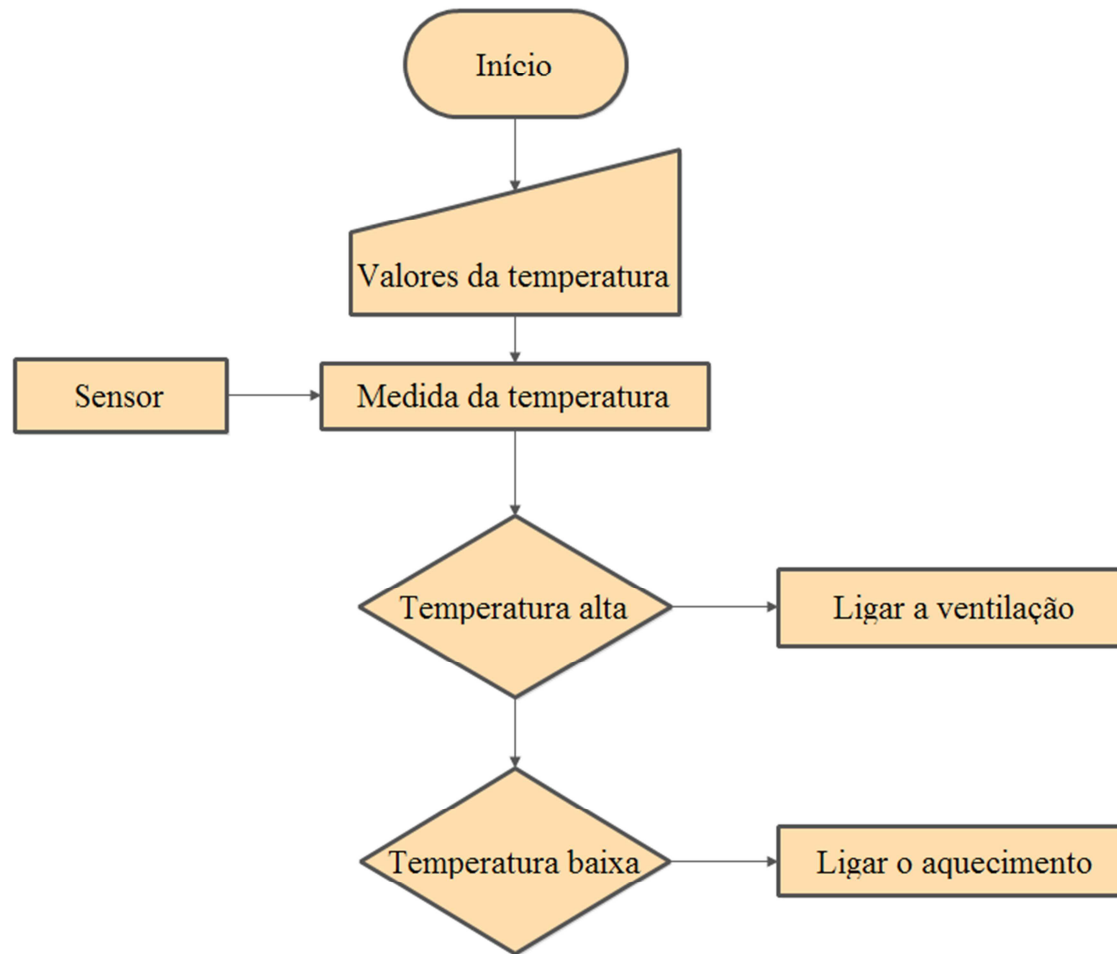 Início
Valores da temperatura
Sensor
Medida da temperatura
Temperatura alta
Ligar a ventilação
Temperatura baixa
Ligar o aquecimento